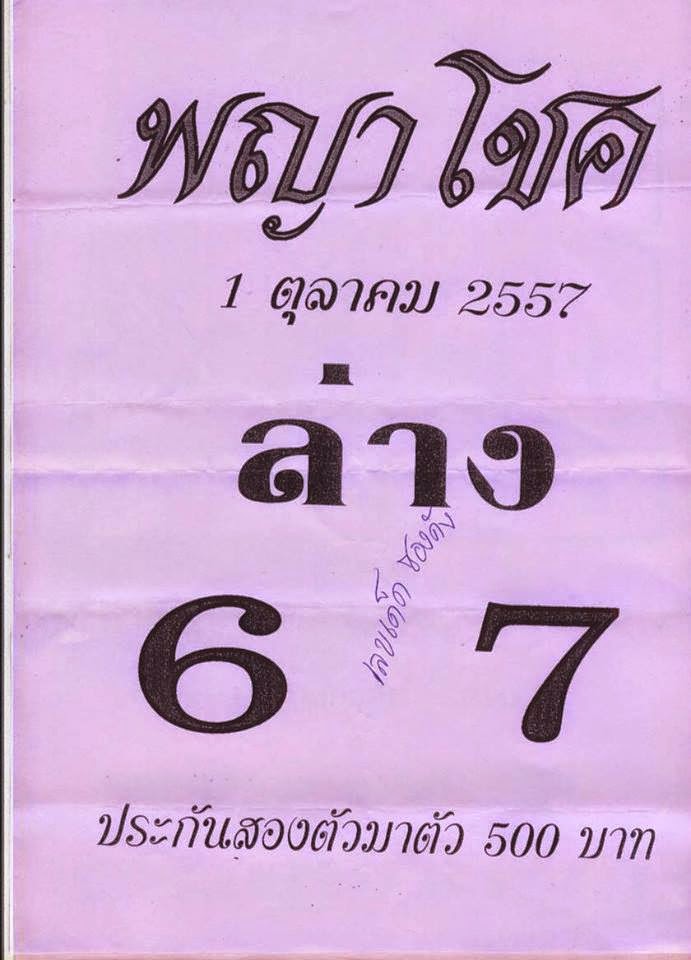 พญาโชค
1 ตุลาคม 2557
ล่าง
เลขเด็ด ซองดัง
6 7
ประกันสองตัวมาตัว 500 บาท